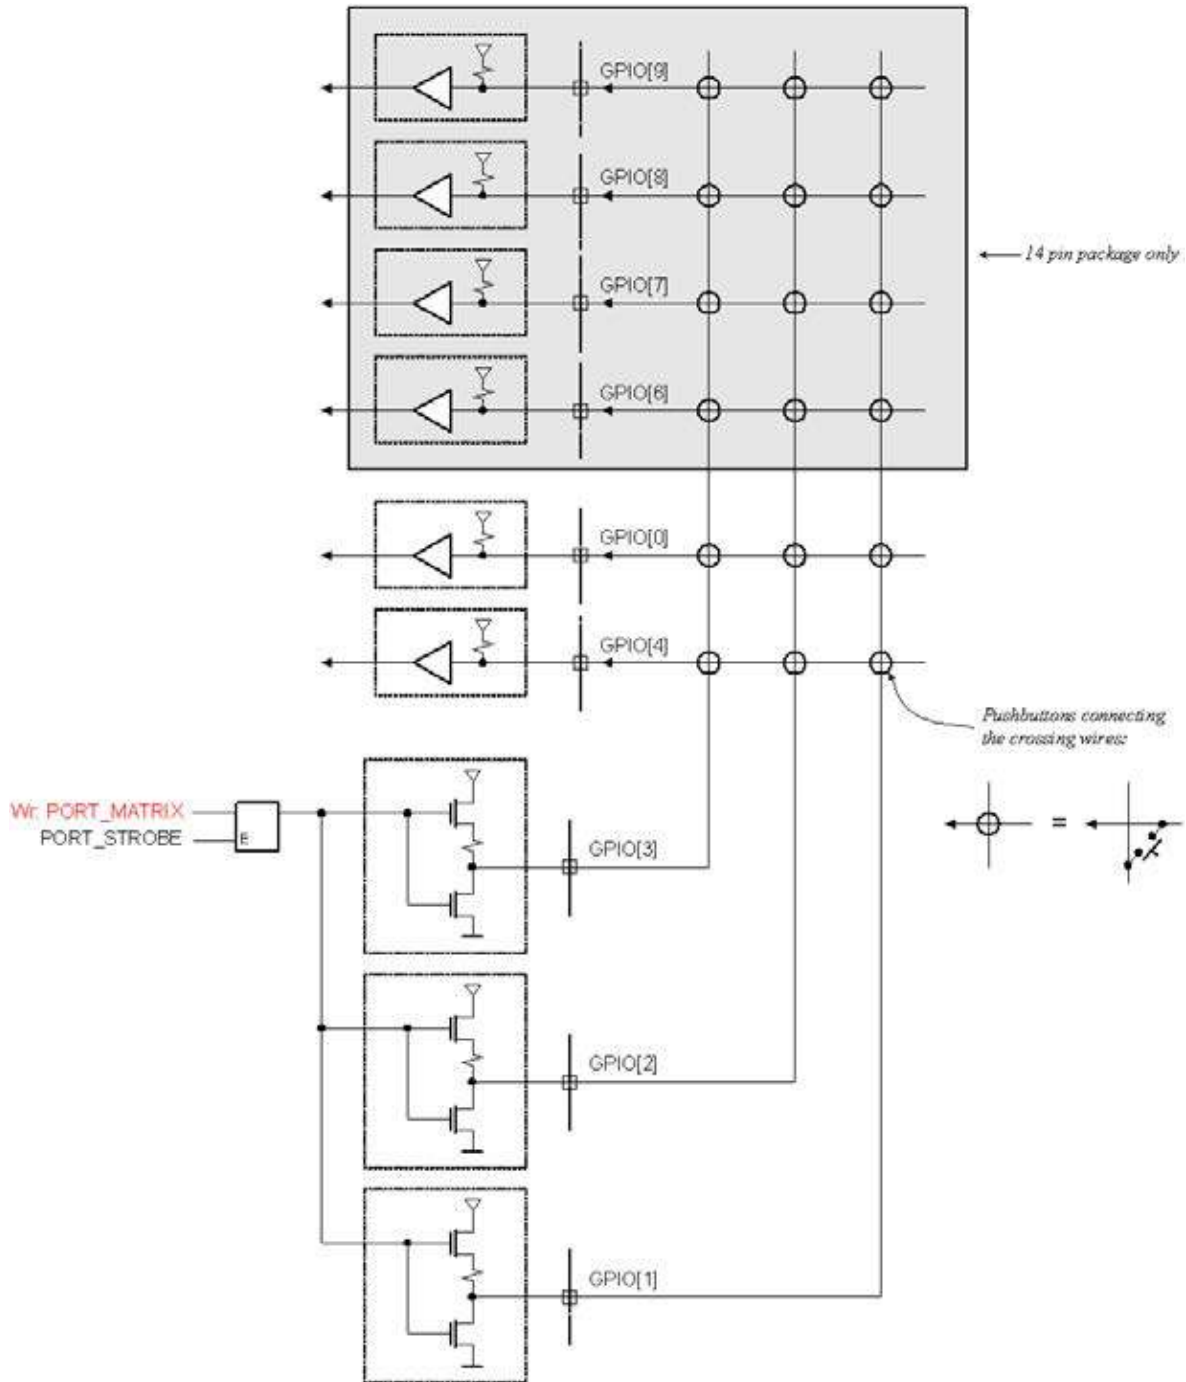 GPIO[9]
GPIO[8]
14 pin package only
GPIO[7]
GPIO[6]
GPIO[0]
GPIO[4]
Pushbuttons connecting
the crossing wires:
Wr. PORT_MATRIX
PORT_STROBE
E
=
GPIO[3]
GPIO[2]
GPIO[1]